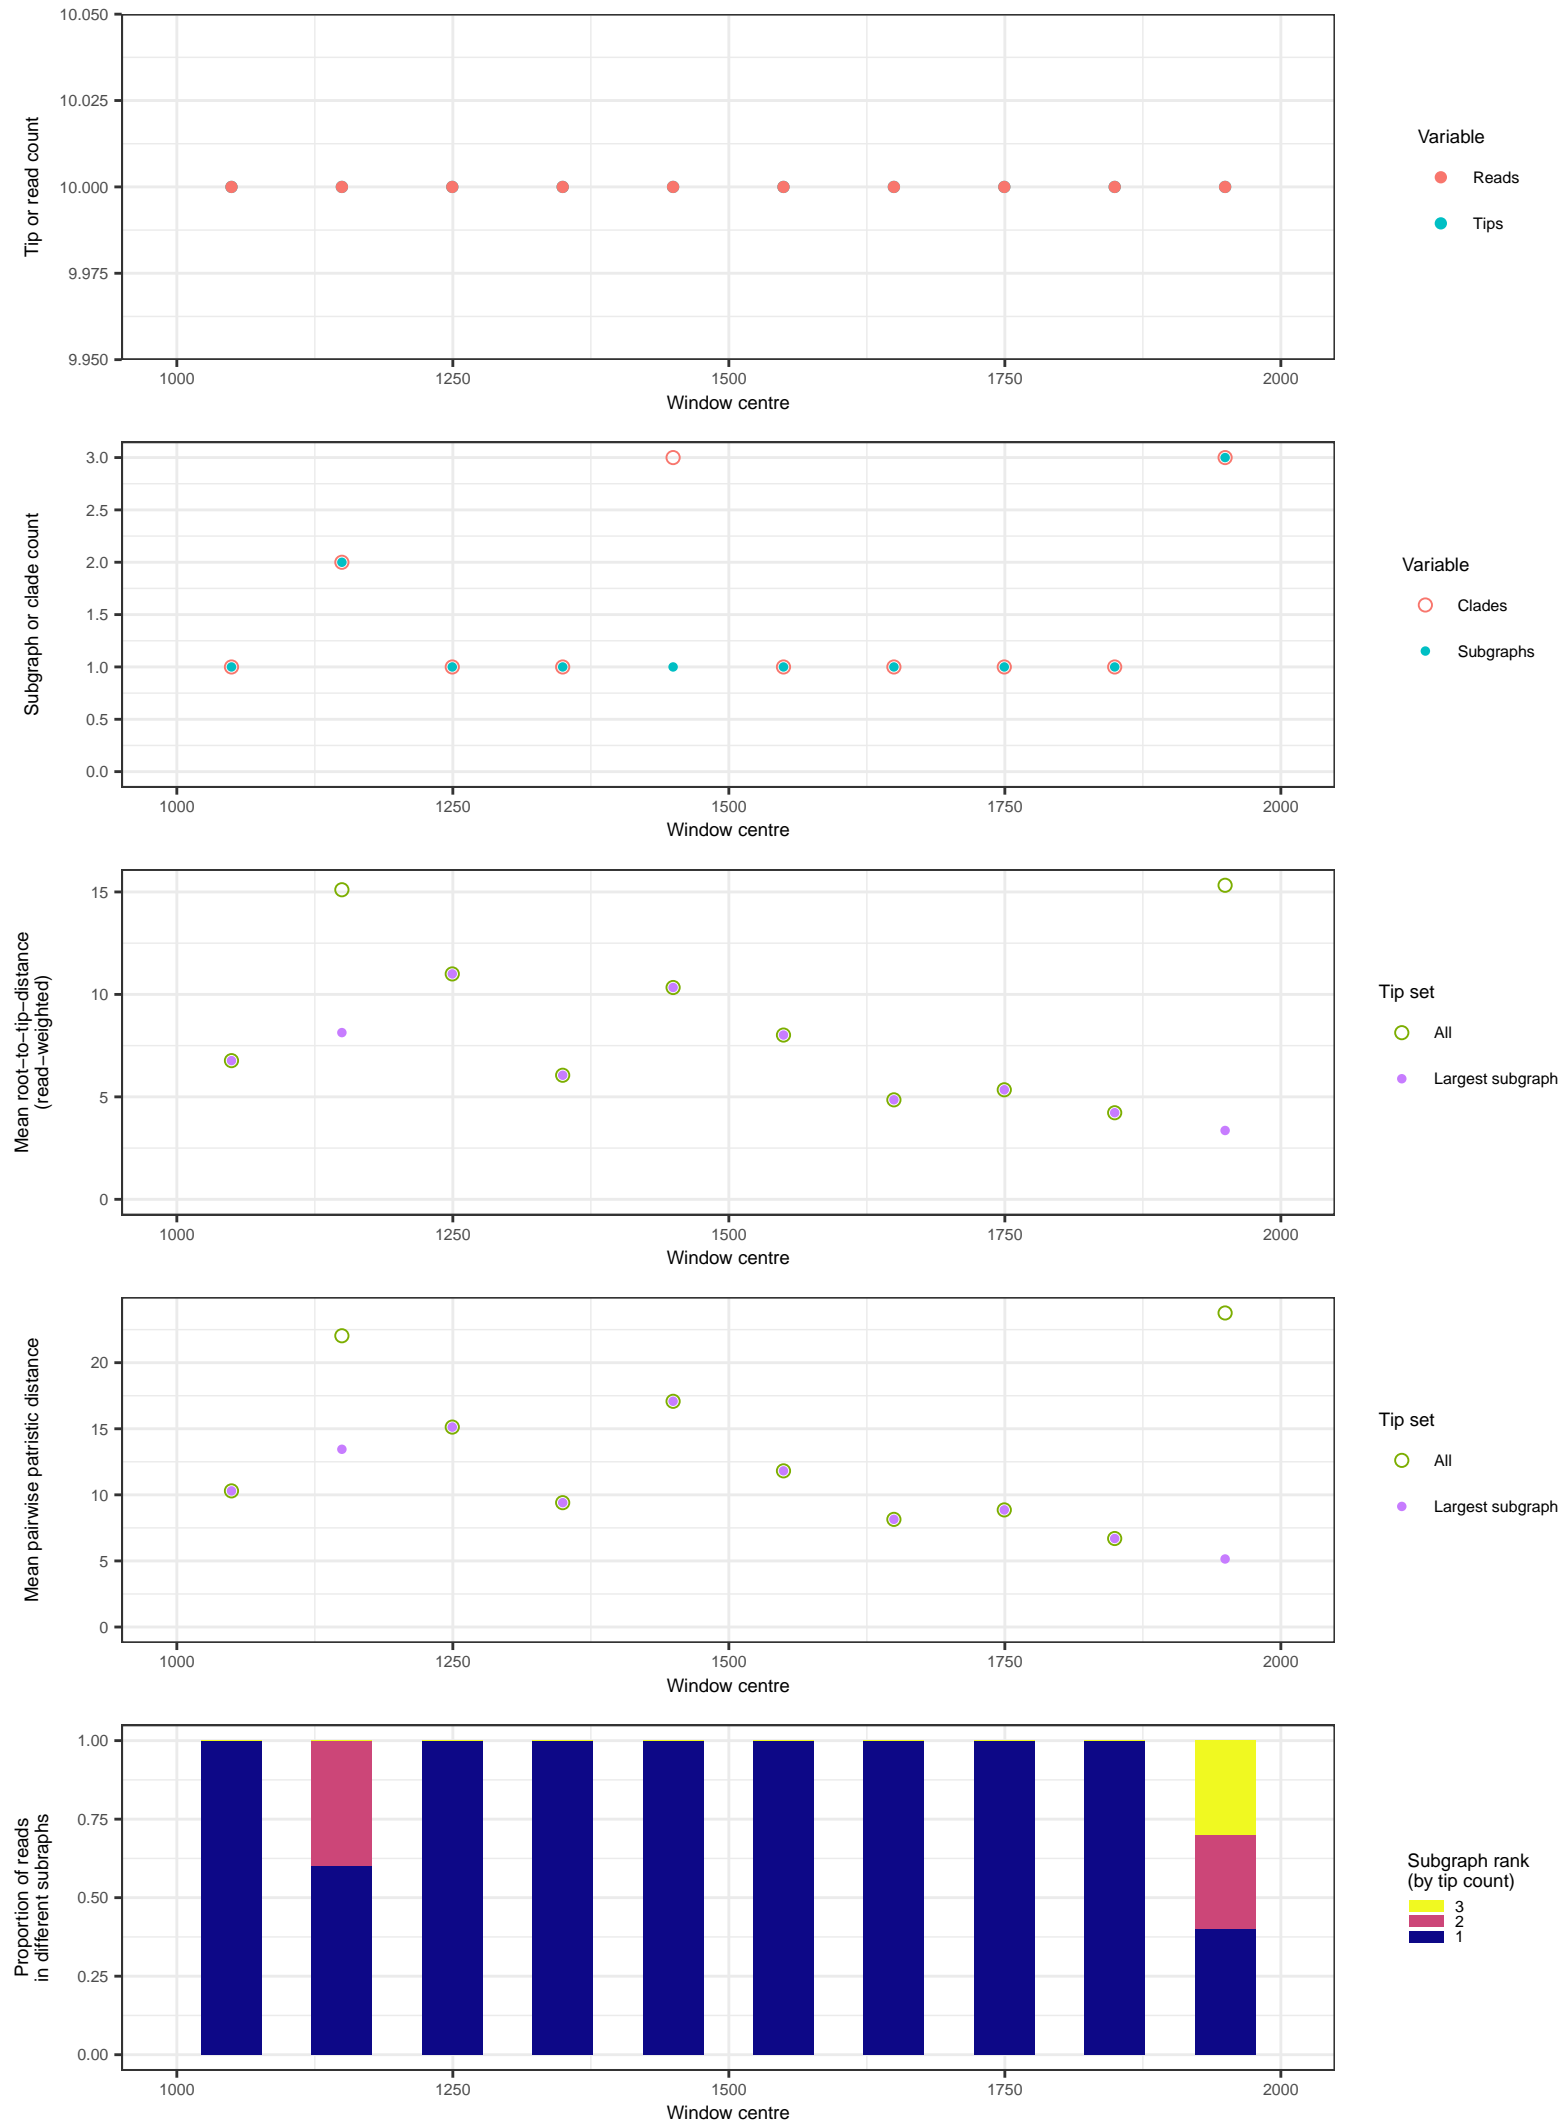 10.050
10.025
10.000
9.975
9.950
Tip or read count
1000 1250 1500 1750 2000
Window centre
Variable
Reads
Tips
3.0
2.5
2.0
1.5
1.0
0.5
0.0
Subgraph or clade count
1000 1250 1500 1750 2000
Window centre
Variable
Clades
Subgraphs
15
10
5
0
Mean root−to−tip−distance
(read−weighted)
1000 1250 1500 1750 2000
Window centre
Tip set
All
Largest subgraph
20
15
10
5
0
Mean pairwise patristic distance
1000 1250 1500 1750 2000
Window centre
Tip set
All
Largest subgraph
1.00
0.75
0.50
0.25
0.00
Proportion of reads
in different subraphs
1000 1250 1500 1750 2000
Window centre
Subgraph rank
(by tip count)
3
2
1